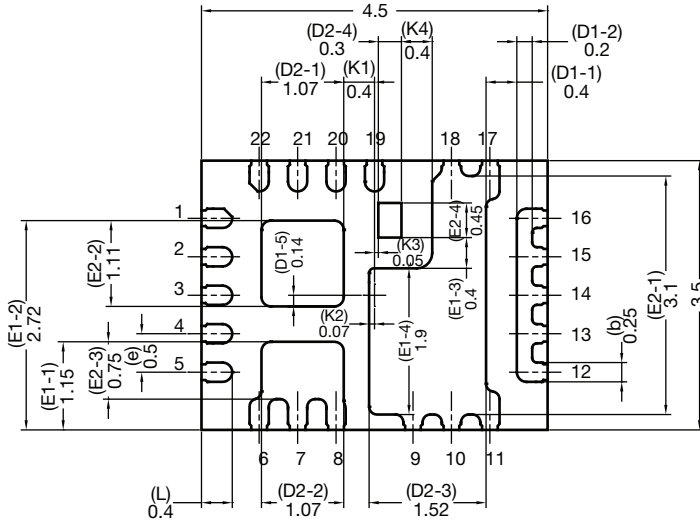 4.5
(D2-4)
0.3
(K4)
0.4
(D1-2)
0.2
(D2-1)
1.07
(K1)
0.4
(D1-1)
0.4
22
21
20
19
18
17
1
2
3
4
5
16
15
14
13
12
6
7
8
9
10
11
(E1-2)
2.72
(E2-2)
1.11
(E1-1)
1.15
(E2-3)
0.75
(e)
0.5
(D1-5)
0.14
(K2)
0.07
(K3)
0.05
(E2-4)
0.45
(E1-3)
0.4
(E1-4)
1.9
(b)
0.25
(E2-1)
3.1
3.5
(L)
0.4
(D2-2)
1.07
(D2-3)
1.52